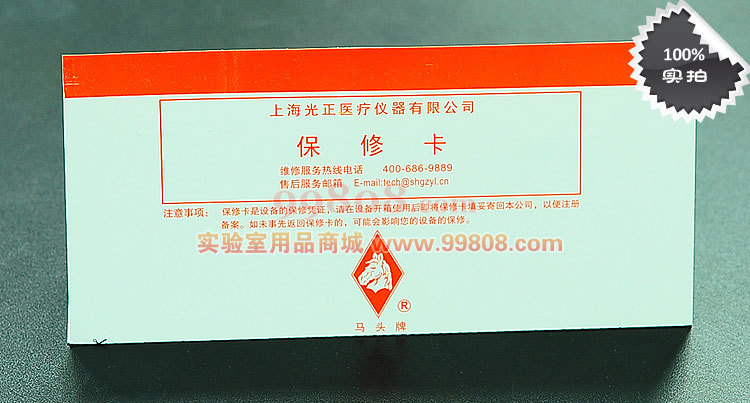 100%
实拍
上海光正医疗仪器有限公司
保 修 卡
维修服务热线电话 400-686-9889
售后服务邮箱 E-mail:tech@shgzyl.cn
99808.com
注意事项: 保修卡是设备的保修凭证,请在设备开箱使用后即将保修卡填妥寄回本公司,以便注册
备案。如未事先返回保修卡的,可能会影响您的设备的保修。
实验室用品商城 www.99808.com
®
马头牌